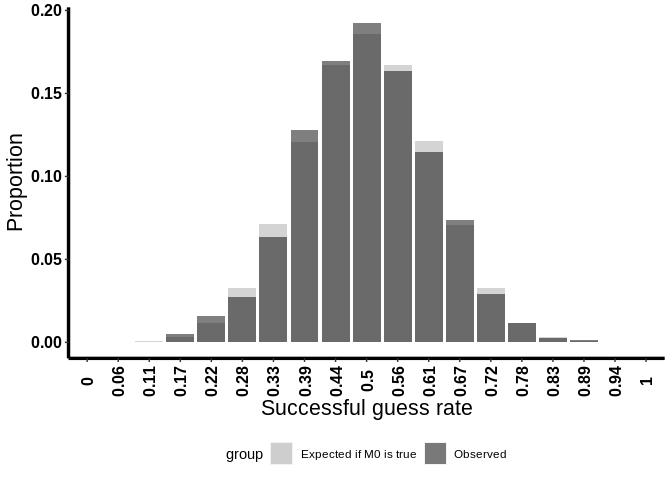 0.20
0.15
0.10
0.05
0.00
Proportion
0 0.06 0.11 0.17 0.22 0.28 0.33 0.39 0.44 0.5 0.56 0.61 0.67 0.72 0.78 0.83 0.89 0.94 1
Successful guess rate
group Expected if M0 is true Observed